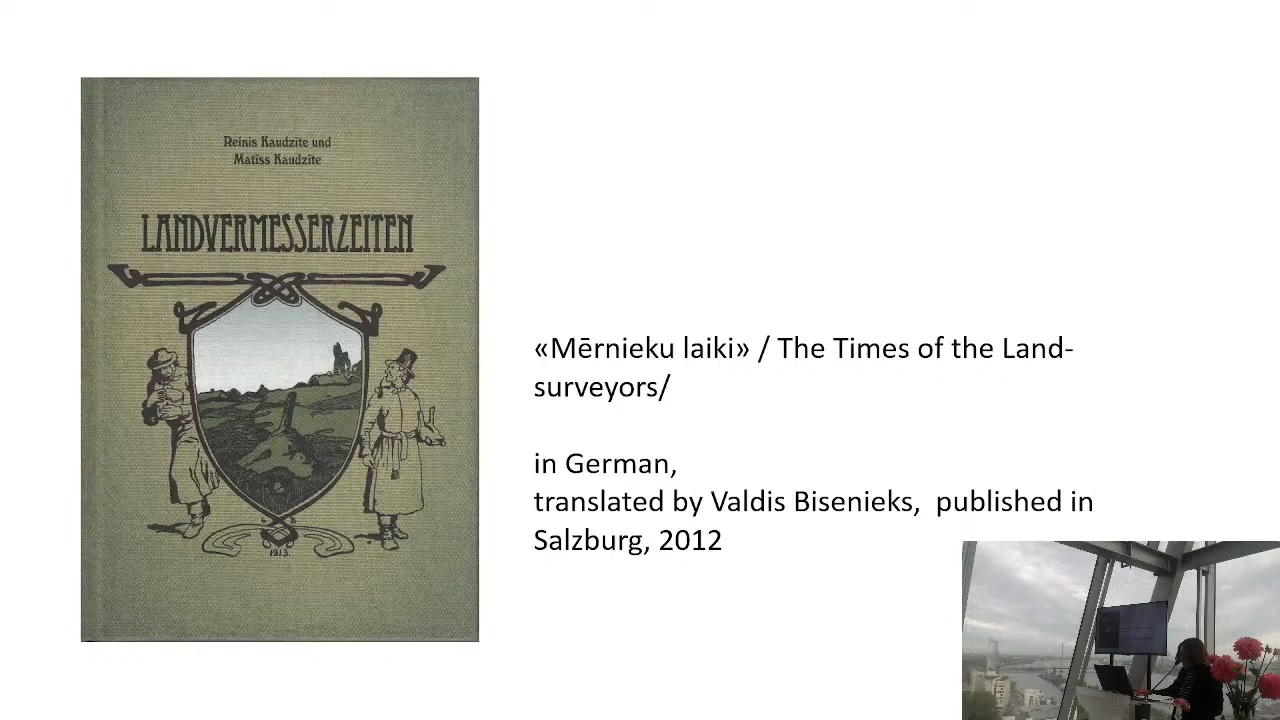 Reinis Kaudzite und
Matiss Kaudzite
LANDVERMESSERZEITEN
1913
«Mērnieku laiki» / The Times of the Land-
surveyors/
in German,
translated by Valdis Bisenieks, published in
Salzburg, 2012